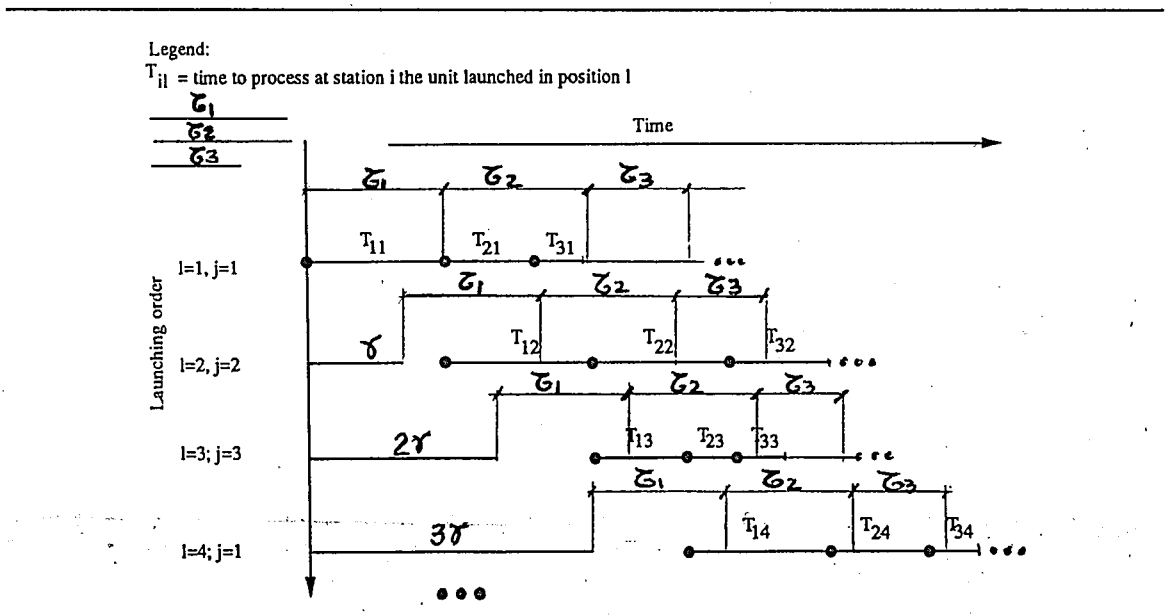 Legend:
T_il = time to process at station i the unit launched in position l
τ1
τ2
τ3
Time
τ1 τ2 τ3
T11 T21 T31
l=1, j=1
τ1 τ2 τ3
T12 T22 T32
γ
l=2, j=2
τ1 τ2 τ3
T13 T23 T33
2γ
l=3; j=3
τ1 τ2 τ3
T14 T24 T34
3γ
l=4; j=1
Launching order